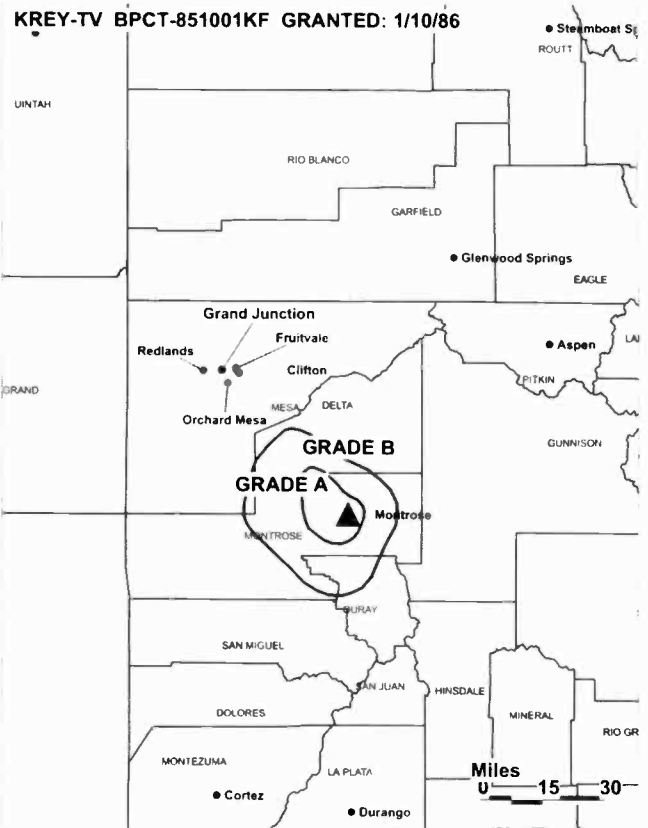 KREY-TV BPCT-851001KF GRANTED: 1/10/86
Steamboat Sp
ROUTT
UINTAH
RIO BLANCO
GARFIELD
Glenwood Springs
EAGLE
Grand Junction
Fruitvale
Redlands
Clifton
Aspen
LA
PITKIN
GRAND
Orchard Mesa
MESA
DELTA
GUNNISON
GRADE B
GRADE A
Montrose
MONTROSE
OURAY
SAN MIGUEL
SAN JUAN
HINSDALE
DOLORES
MINERAL
RIO GR
MONTEZUMA
LA PLATA
Miles
0 15 30
Cortez
Durango